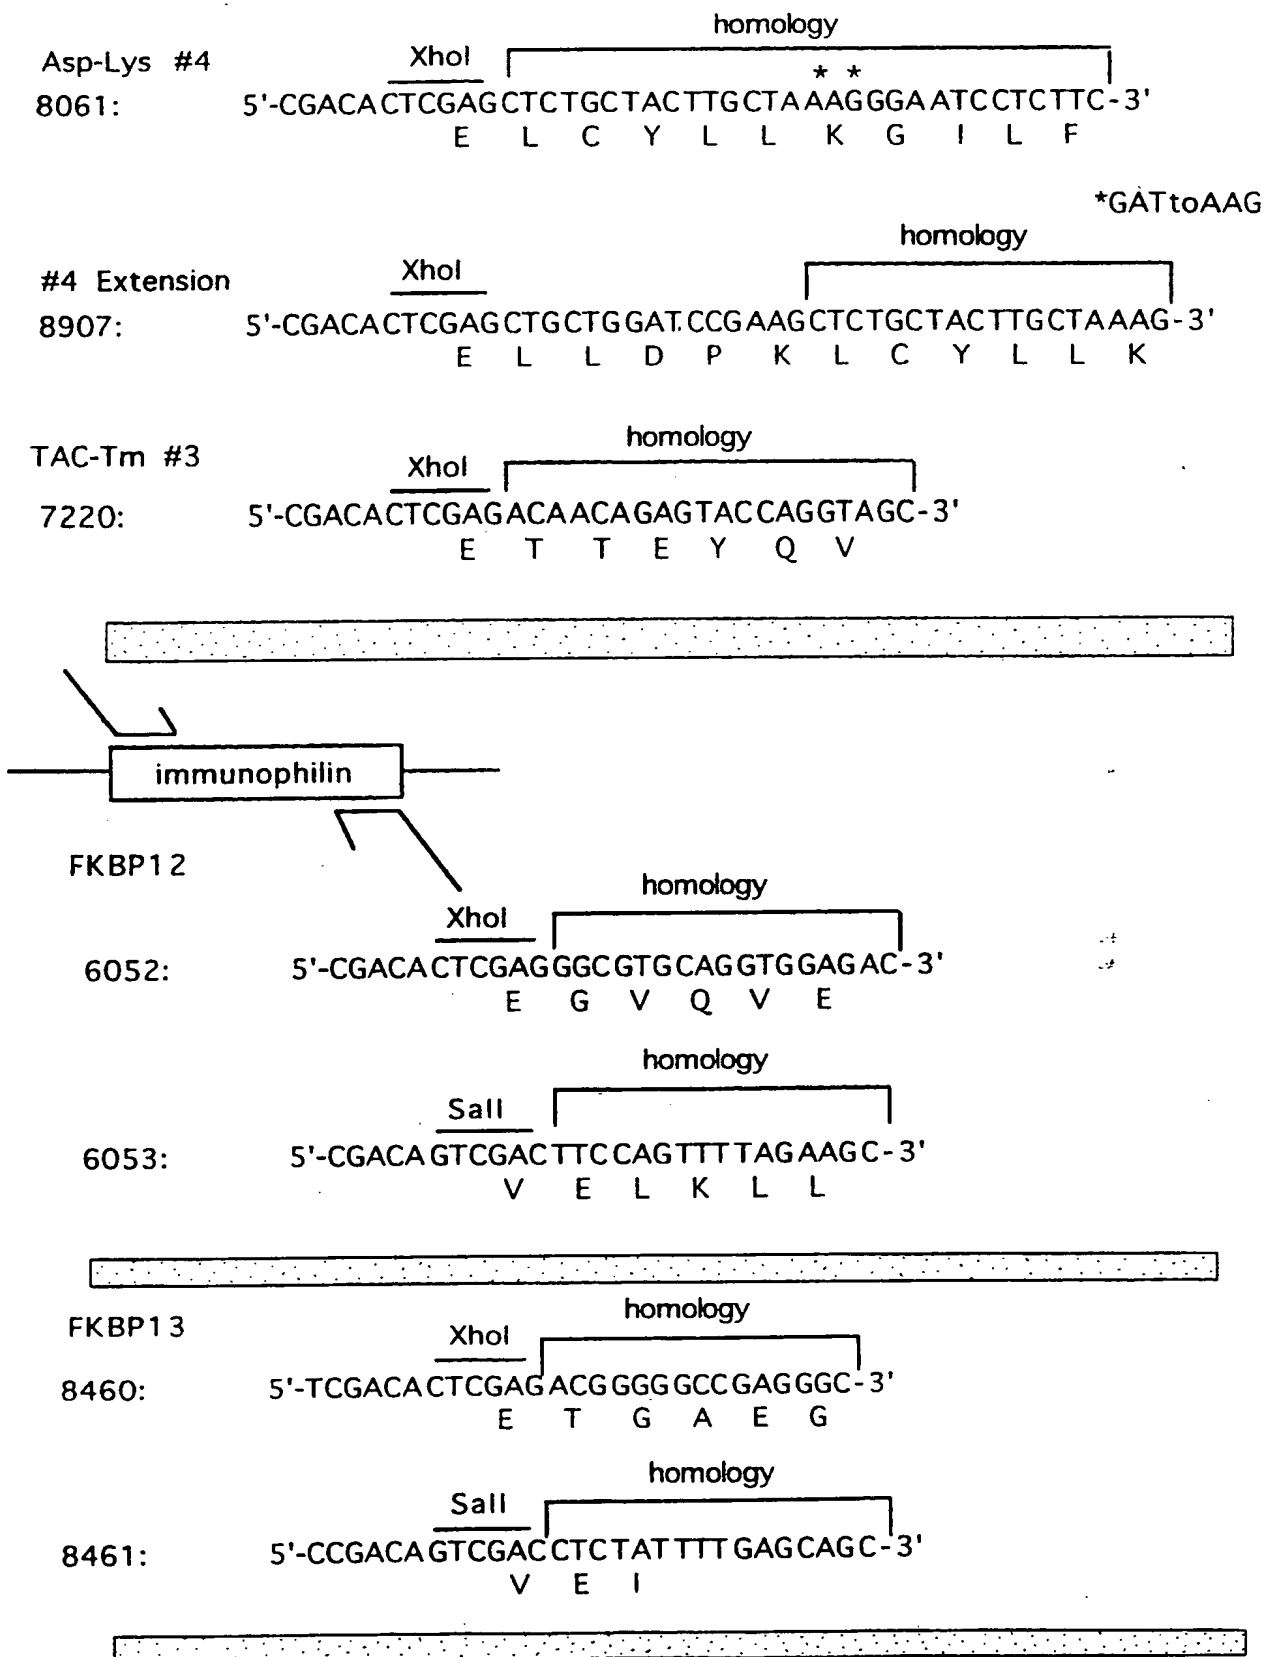 homology
Asp-Lys #4 XhoI * *
8061: 5'-CGACACTCGAGCTCTGCTACTTGCTAAAGGGAATCCTCTTC-3'
E L C Y L L K G I L F
*GATtoAAG
homology
#4 Extension XhoI
8907: 5'-CGACACTCGAGCTGCTGGAT.CCGAAGCTCTGCTACTTGCTAAAG-3'
E L L D P K L C Y L L K
homology
TAC-Tm #3 XhoI
7220: 5'-CGACACTCGAGACAACAGAGTACCAGGTAGC-3'
E T T E Y Q V
immunophilin
FKBP12
homology
XhoI
6052: 5'-CGACACTCGAGGGCGTGCAGGTGGAGAC-3'
E G V Q V E
homology
SalI
6053: 5'-CGACAGTCGACTTCCAGTTTTAGAAGC-3'
V E L K L L
homology
FKBP13
XhoI
8460: 5'-TCGACACTCGAGACGGGGGCCGAGGGC-3'
E T G A E G
homology
SalI
8461: 5'-CCGACAGTCGACCTCTATTTTGAGCAGC-3'
V E I